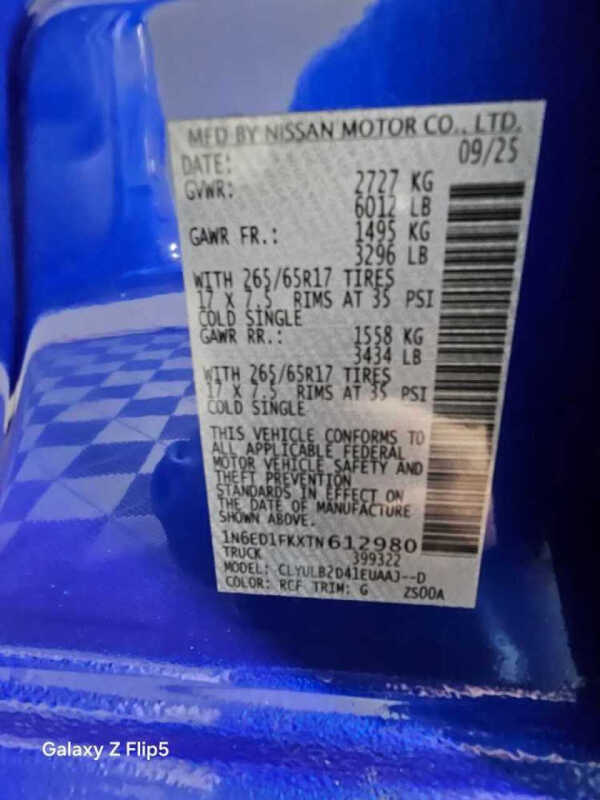 MFD BY NISSAN MOTOR CO., LTD.
DATE: 09/25
GVWR: 2727 KG
6012 LB
GAWR FR.: 1495 KG
3296 LB
WITH 265/65R17 TIRES
17 X 7.5 RIMS AT 35 PSI
COLD SINGLE
GAWR RR.: 1558 KG
3434 LB
WITH 265/65R17 TIRES
17 X 7.5 RIMS AT 35 PSI
COLD SINGLE
THIS VEHICLE CONFORMS TO
ALL APPLICABLE FEDERAL
MOTOR VEHICLE SAFETY AND
THEFT PREVENTION
STANDARDS IN EFFECT ON
THE DATE OF MANUFACTURE
SHOWN ABOVE.
1N6ED1FKXTN612980
TRUCK 399322
MODEL: CLYULB2D41EUAAJ--D
COLOR: RCF TRIM: G ZS00A
Galaxy Z Flip5